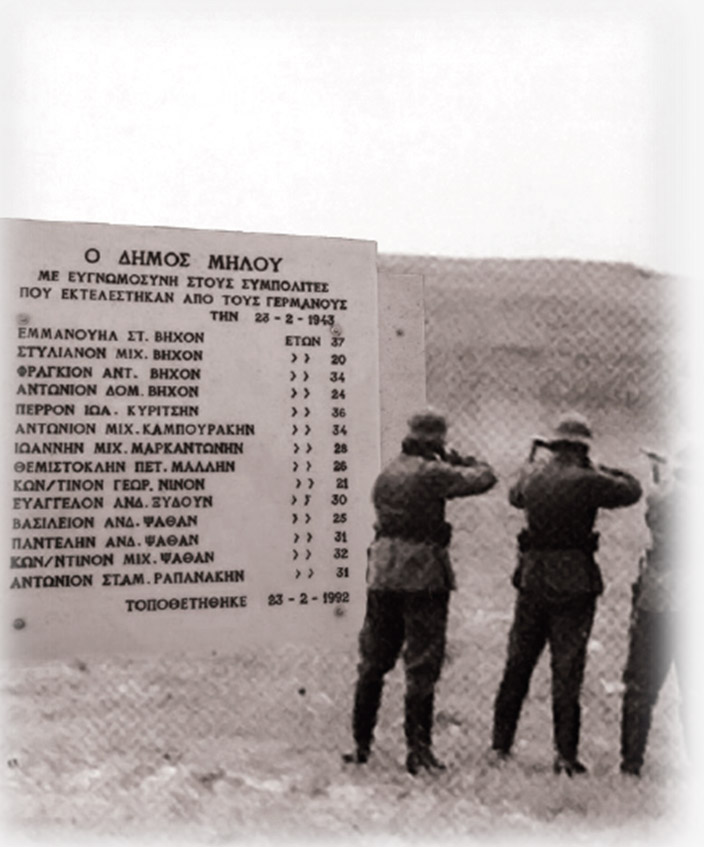 Ο ΔΗΜΟΣ ΜΗΛΟΥ
ΜΕ ΕΥΓΝΩΜΟΣΥΝΗ ΣΤΟΥΣ ΣΥΜΠΟΛΙΤΕΣ
ΠΟΥ ΕΚΤΕΛΕΣΤΗΚΑΝ ΑΠΟ ΤΟΥΣ ΓΕΡΜΑΝΟΥΣ
ΤΗΝ 23 - 2 - 1943
ΕΜΜΑΝΟΥΗΛ ΣΤ. ΒΗΧΟΝ ΕΤΩΝ 37
ΣΤΥΛΙΑΝΟΝ ΜΙΧ. ΒΗΧΟΝ 〉〉 20
ΦΡΑΓΚΙΟΝ ΑΝΤ. ΒΗΧΟΝ 〉〉 34
ΑΝΤΩΝΙΟΝ ΔΟΜ. ΒΗΧΟΝ 〉〉 24
ΠΕΡΡΟΝ ΙΩΑ. ΚΥΡΙΤΣΗΝ 〉〉 36
ΑΝΤΩΝΙΟΝ ΜΙΧ. ΚΑΜΠΟΥΡΑΚΗΝ 〉〉 34
ΙΩΑΝΝΗΝ ΜΙΧ. ΜΑΡΚΑΝΤΩΝΗΝ 〉〉 28
ΘΕΜΙΣΤΟΚΛΗΝ ΠΕΤ. ΜΑΛΛΗΝ 〉〉 26
ΚΩΝ/ΤΙΝΟΝ ΓΕΩΡ. ΝΙΝΟΝ 〉〉 21
ΕΥΑΓΓΕΛΟΝ ΑΝΔ. ΞΥΔΟΥΝ 〉〉 30
ΒΑΣΙΛΕΙΟΝ ΑΝΔ. ΨΑΘΑΝ 〉〉 25
ΠΑΝΤΕΛΗΝ ΑΝΔ. ΨΑΘΑΝ 〉〉 31
ΚΩΝ/ΝΤΙΝΟΝ ΜΙΧ. ΨΑΘΑΝ 〉〉 32
ΑΝΤΩΝΙΟΝ ΣΤΑΜ. ΡΑΠΑΝΑΚΗΝ 〉〉 31
ΤΟΠΟΘΕΤΗΘΗΚΕ 23 - 2 - 1992